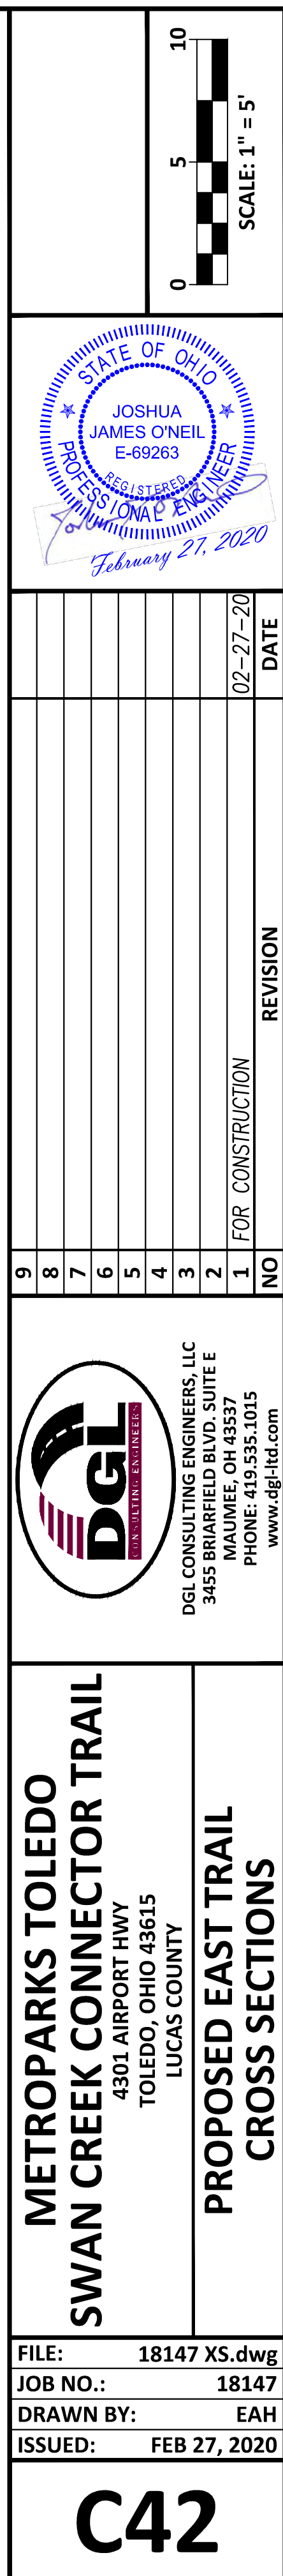 0 5 10
SCALE: 1" = 5'
STATE OF OHIO
JOSHUA
JAMES O'NEIL
E-69263
REGISTERED
PROFESSIONAL ENGINEER
February 27, 2020
NO REVISION DATE
1 FOR CONSTRUCTION 02-27-20
2
3
4
5
6
7
8
9
DGL
CONSULTING ENGINEERS
DGL CONSULTING ENGINEERS, LLC
3455 BRIARFIELD BLVD. SUITE E
MAUMEE, OH 43537
PHONE: 419.535.1015
www.dgl-ltd.com
METROPARKS TOLEDO
SWAN CREEK CONNECTOR TRAIL
4301 AIRPORT HWY
TOLEDO, OHIO 43615
LUCAS COUNTY
PROPOSED EAST TRAIL
CROSS SECTIONS
FILE: 18147 XS.dwg
JOB NO.: 18147
DRAWN BY: EAH
ISSUED: FEB 27, 2020
C42